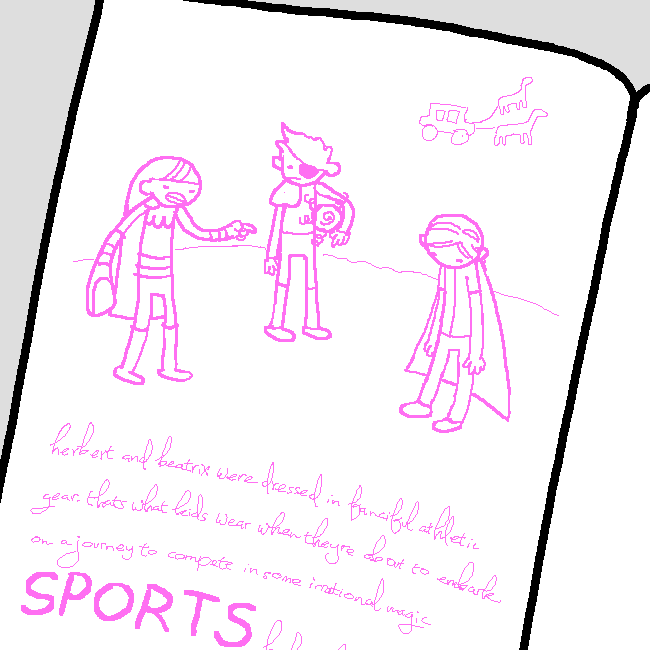 herbert and beatrix were dressed in fanciful athletic
gear. thats what kids wear when theyre about to embark
on a journey to compete in some irrational magic
SPORTS